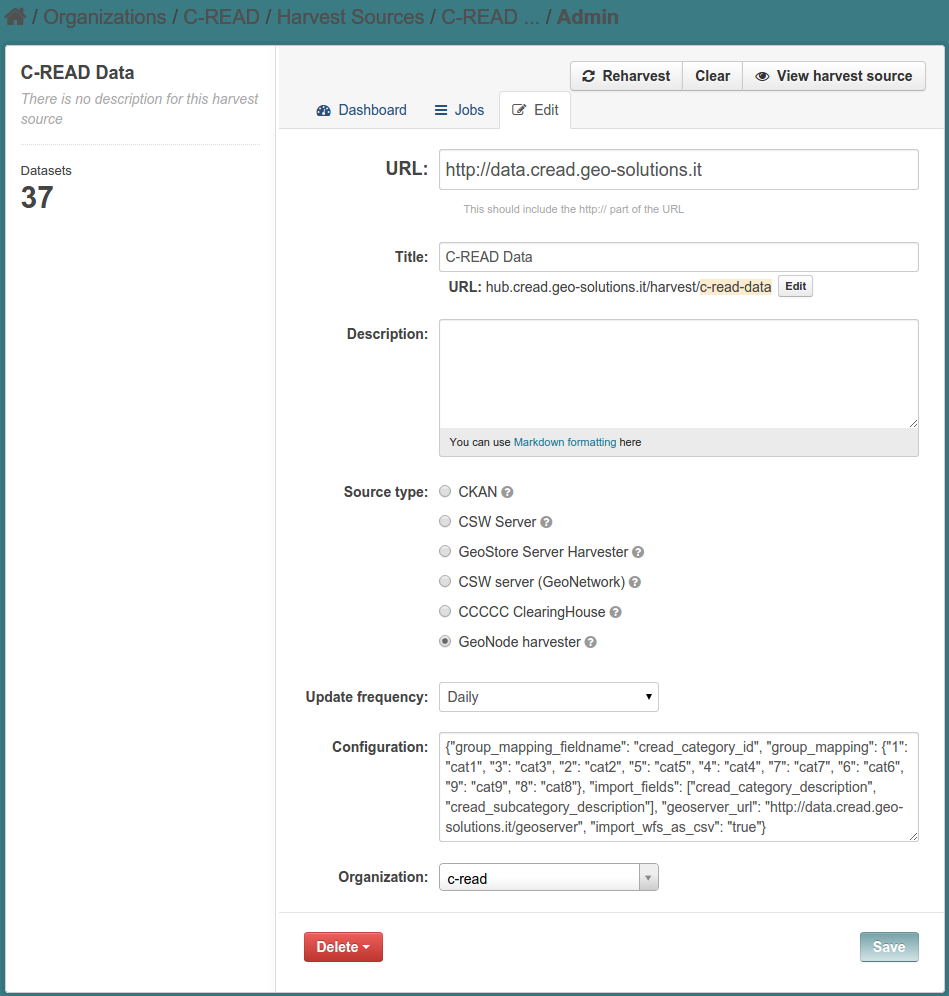 / Organizations / C-READ / Harvest Sources / C-READ ... / Admin
C-READ Data
There is no description for this harvest
source
Datasets
37
Reharvest Clear View harvest source
Dashboard Jobs Edit
URL: http://data.cread.geo-solutions.it
This should include the http:// part of the URL
Title: C-READ Data
URL: hub.cread.geo-solutions.it/harvest/c-read-data Edit
Description:
You can use Markdown formatting here
Source type: CKAN ?
CSW Server ?
GeoStore Server Harvester ?
CSW server (GeoNetwork) ?
CCCCC ClearingHouse ?
GeoNode harvester ?
Update frequency: Daily
Configuration: {"group_mapping_fieldname": "cread_category_id", "group_mapping": {"1":
"cat1", "3": "cat3", "2": "cat2", "5": "cat5", "4": "cat4", "7": "cat7", "6": "cat6",
"9": "cat9", "8": "cat8"}, "import_fields": ["cread_category_description",
"cread_subcategory_description"], "geoserver_url": "http://data.cread.geo-
solutions.it/geoserver", "import_wfs_as_csv": "true"}
Organization: c-read
Delete Save